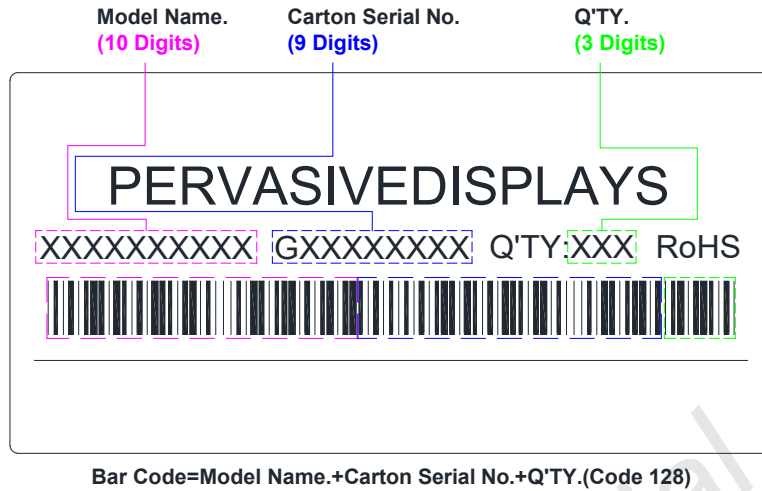 Model Name. Carton Serial No. Q'TY.
(10 Digits) (9 Digits) (3 Digits)
PERVASIVEDISPLAYS
XXXXXXXXXX GXXXXXXXX Q'TY:XXX RoHS
Bar Code=Model Name.+Carton Serial No.+Q'TY.(Code 128)